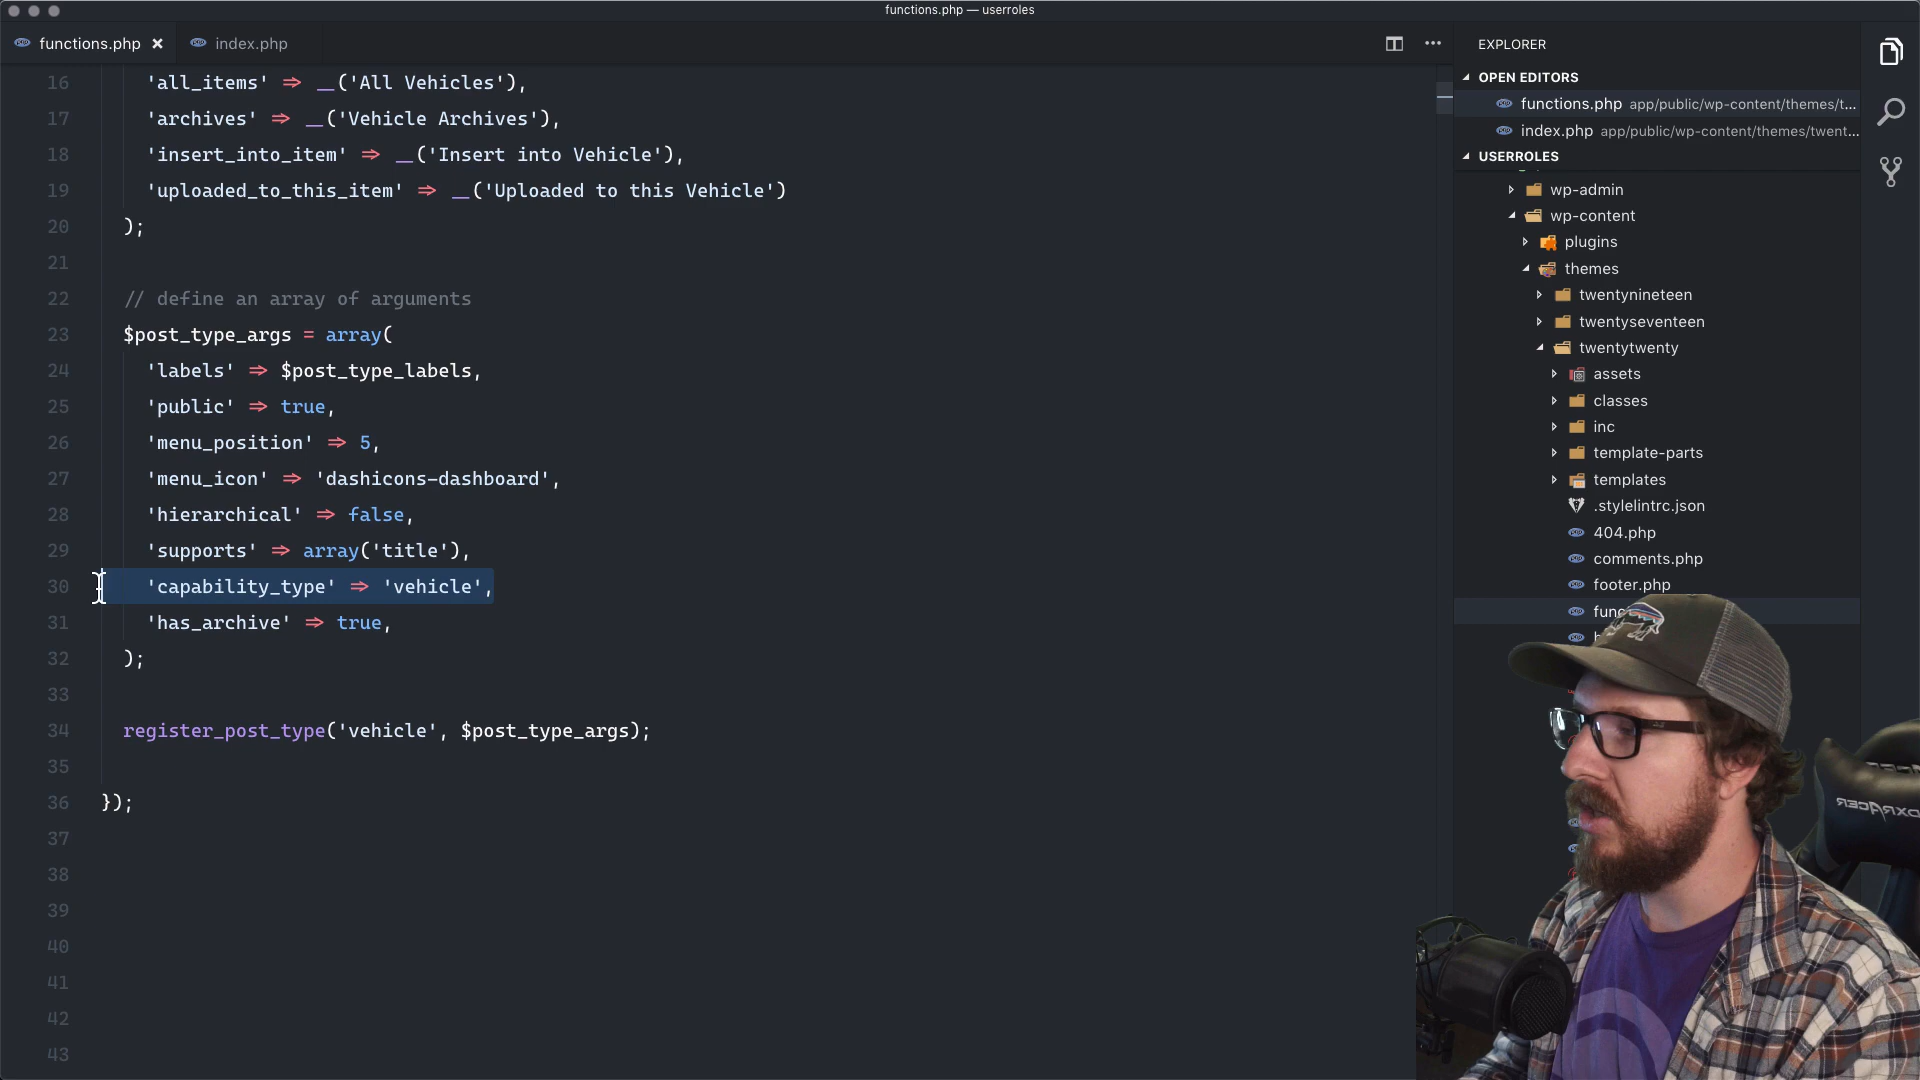 functions.php — userroles
functions.php
index.php
EXPLORER
16 'all_items' => __('All Vehicles'),
17 'archives' => __('Vehicle Archives'),
18 'insert_into_item' => __('Insert into Vehicle'),
19 'uploaded_to_this_item' => __('Uploaded to this Vehicle')
20 );
21
22 // define an array of arguments
23 $post_type_args = array(
24 'labels' => $post_type_labels,
25 'public' => true,
26 'menu_position' => 5,
27 'menu_icon' => 'dashicons-dashboard',
28 'hierarchical' => false,
29 'supports' => array('title'),
30 'capability_type' => 'vehicle',
31 'has_archive' => true,
32 );
33
34 register_post_type('vehicle', $post_type_args);
35
36 });
37
38
39
40
41
42
43
OPEN EDITORS
functions.php app/public/wp-content/themes/t...
index.php app/public/wp-content/themes/twent...
USERROLES
wp-admin
wp-content
plugins
themes
twentynineteen
twentyseventeen
twentytwenty
assets
classes
inc
template-parts
templates
.stylelintrc.json
404.php
comments.php
footer.php
DXRACER